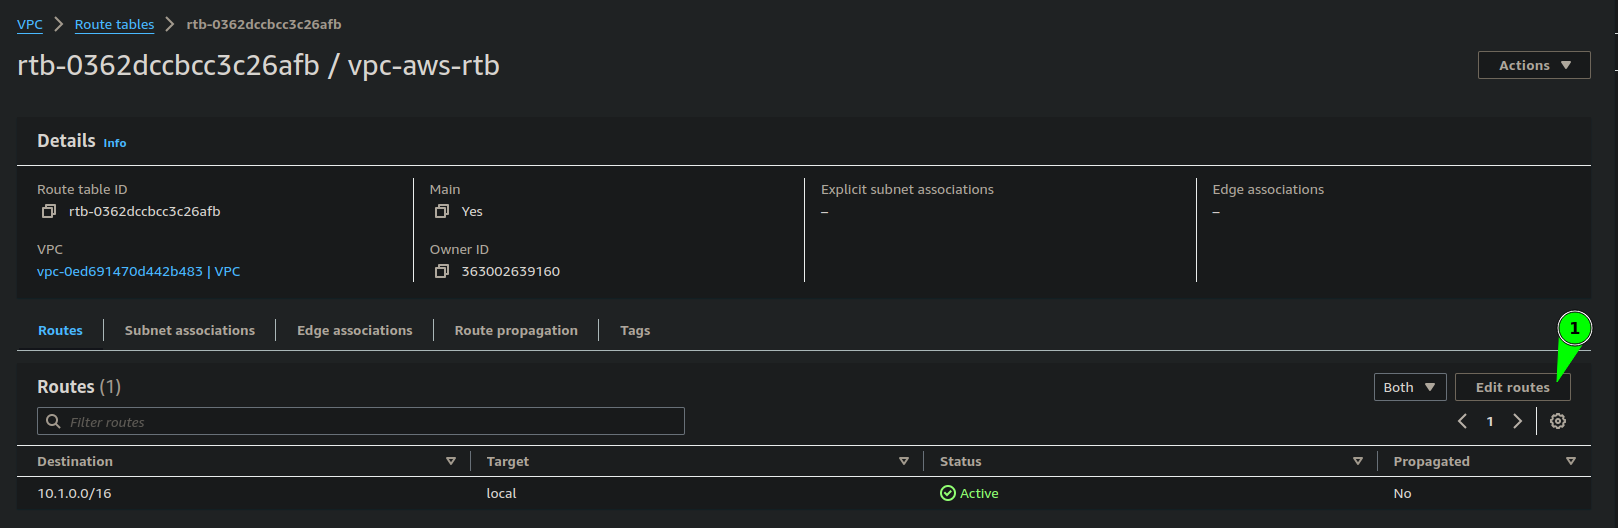 VPC > Route tables > rtb-0362dccbcc3c26afb
rtb-0362dccbcc3c26afb / vpc-aws-rtb
Actions
Details Info
Route table ID
rtb-0362dccbcc3c26afb
VPC
vpc-0ed691470d442b483 | VPC
Main
Yes
Owner ID
363002639160
Explicit subnet associations
–
Edge associations
–
Routes Subnet associations Edge associations Route propagation Tags
1
Routes (1)
Both Edit routes
Filter routes
1
Destination Target Status Propagated
10.1.0.0/16 local Active No